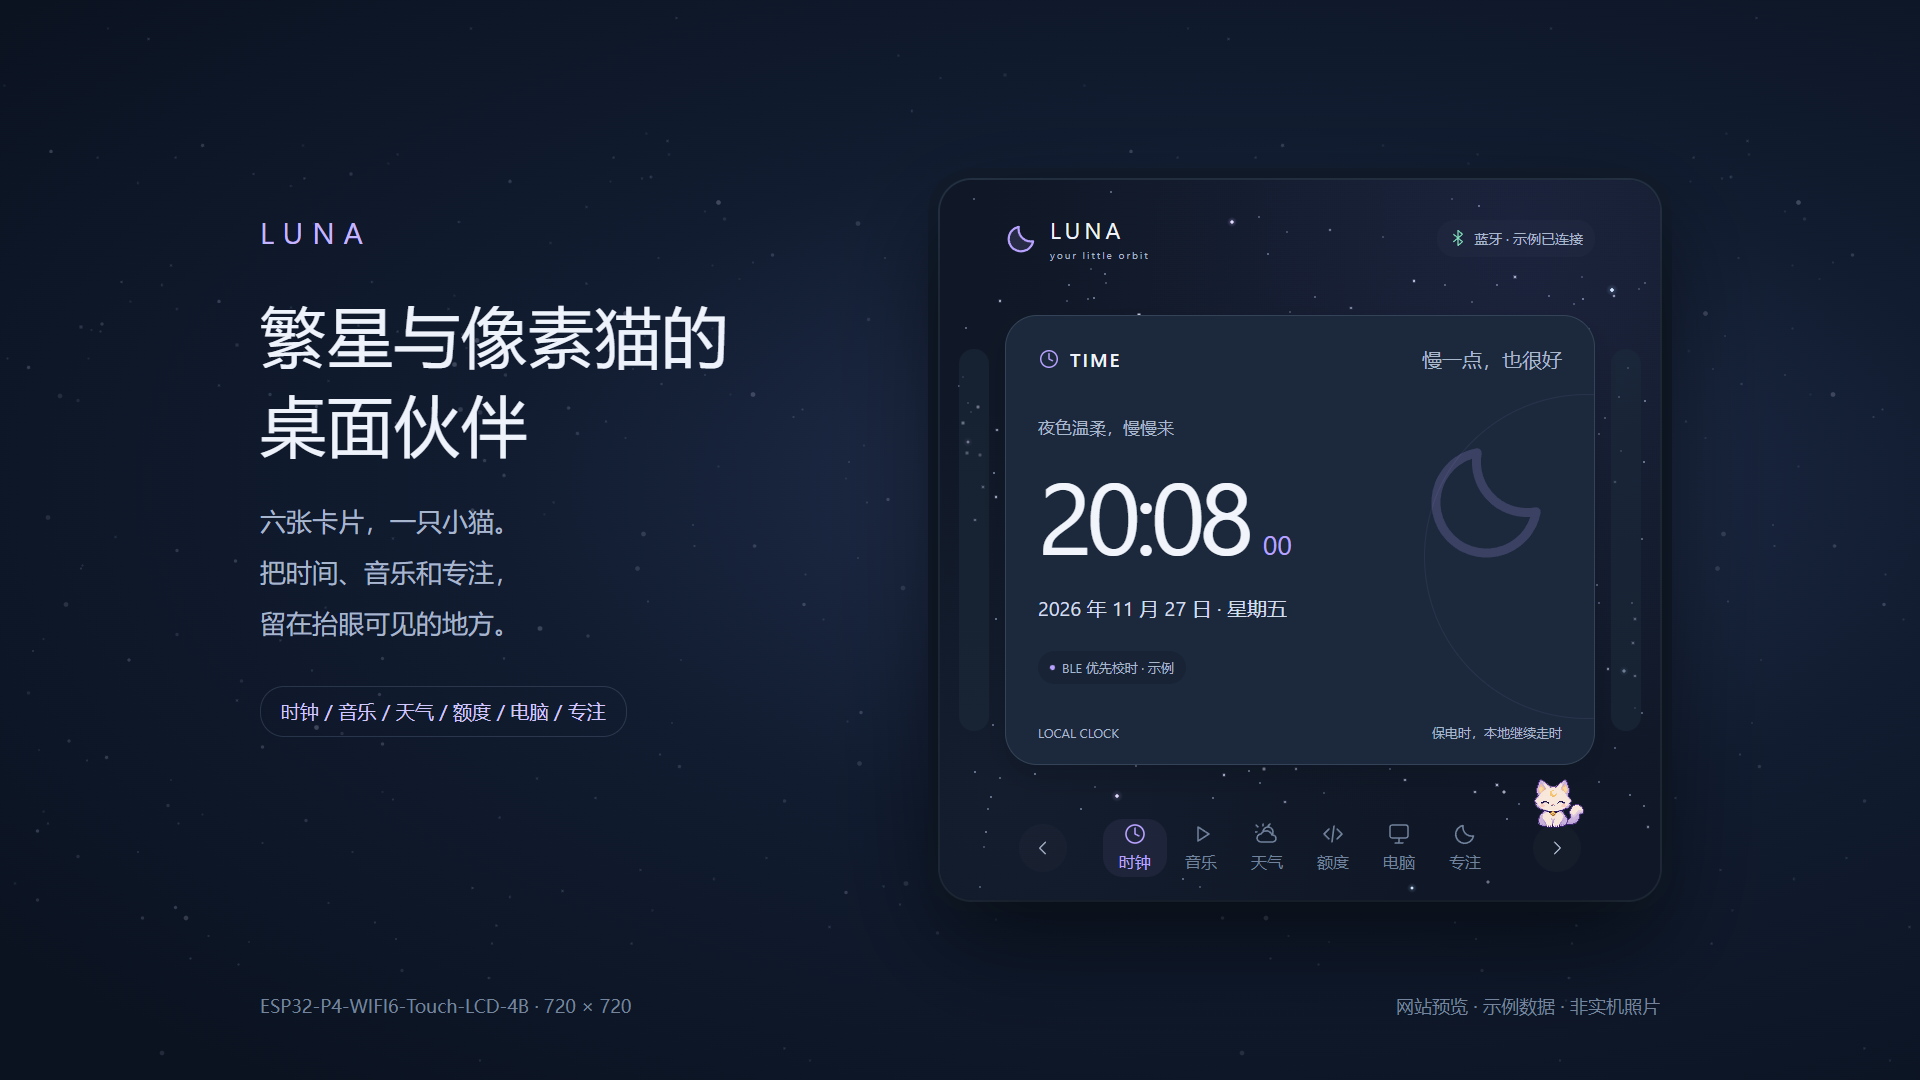 LUNA
繁星与像素猫的
桌面伙伴
六张卡片，一只小猫。
把时间、音乐和专注，
留在抬眼可见的地方。
时钟 / 音乐 / 天气 / 额度 / 电脑 / 专注
LUNA
your little orbit
蓝牙 · 示例已连接
TIME
慢一点，也很好
夜色温柔，慢慢来
20:08 00
2026 年 11 月 27 日 · 星期五
BLE 优先校时 · 示例
LOCAL CLOCK
保电时，本地继续走时
时钟 音乐 天气 额度 电脑 专注
ESP32-P4-WIFI6-Touch-LCD-4B · 720 × 720
网站预览 · 示例数据 · 非实机照片